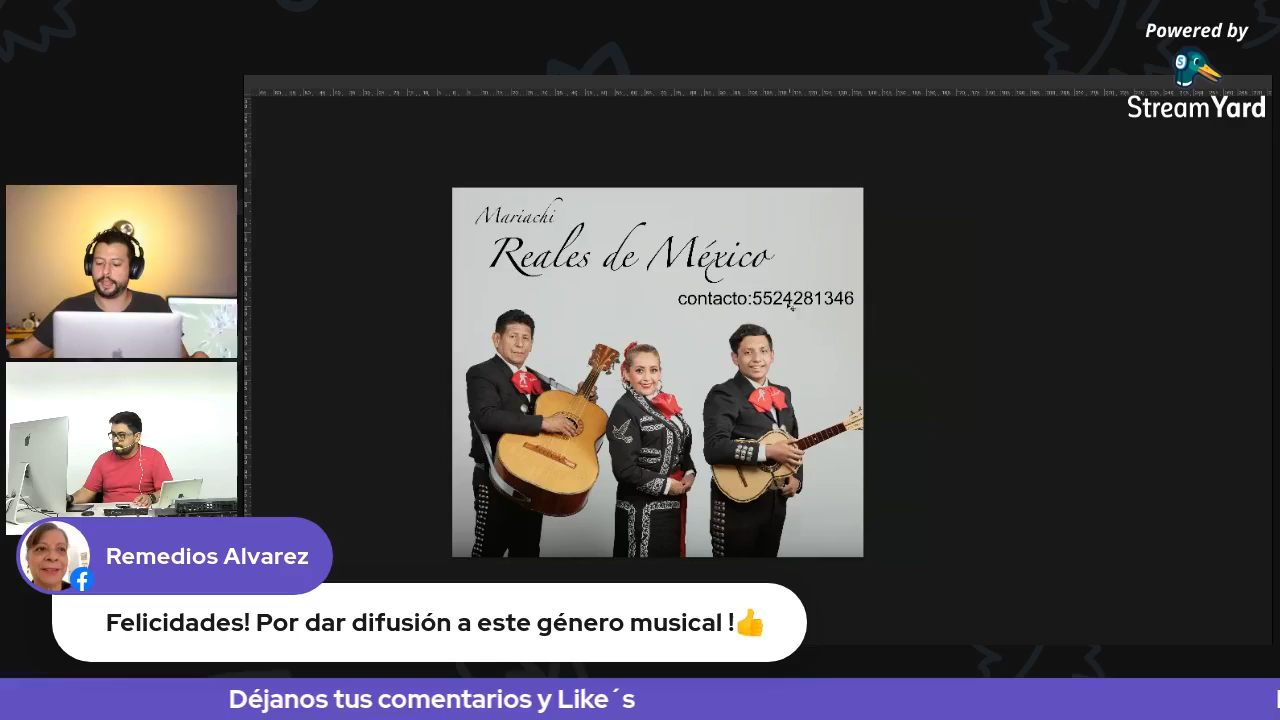 Powered by
StreamYard
Mariachi
Reales de México
contacto:5524281346
Remedios Alvarez
Felicidades! Por dar difusión a este género musical !👍
Déjanos tus comentarios y Like´s